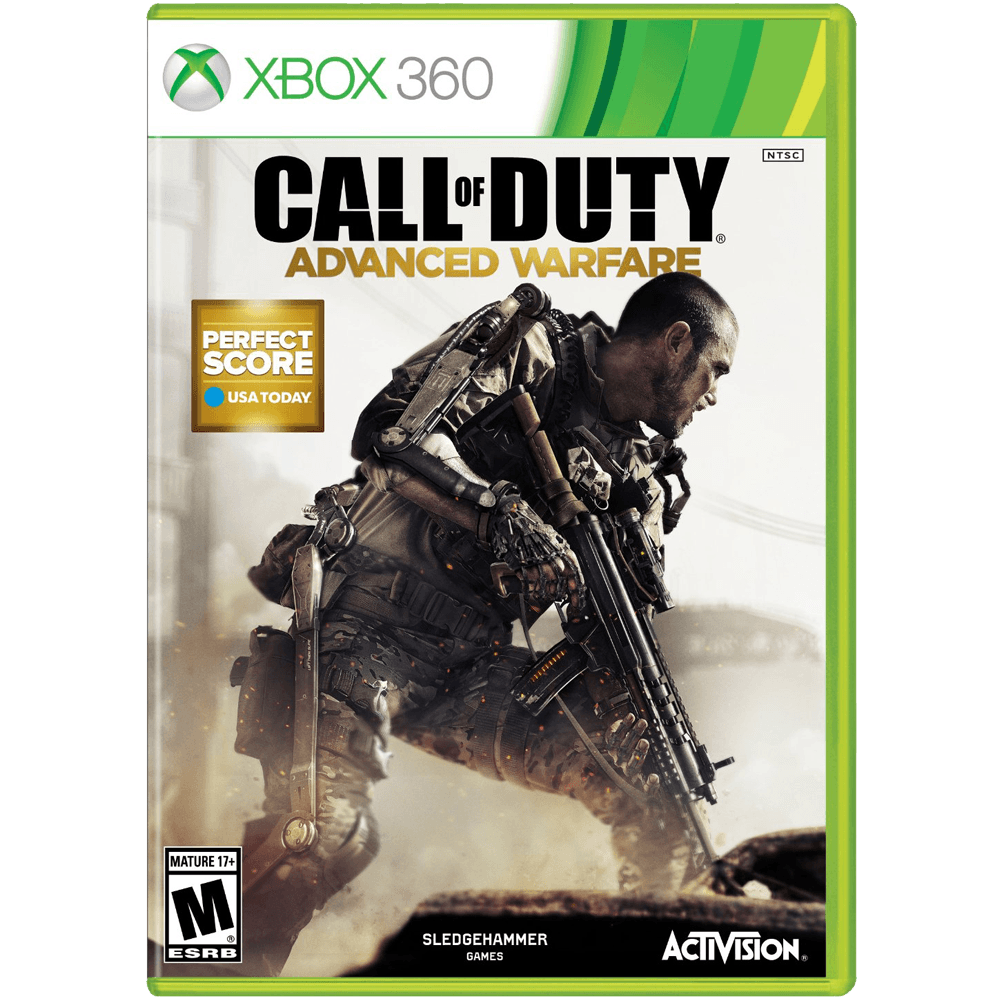 XBOX 360
NTSC
CALL OF DUTY®
ADVANCED WARFARE
PERFECT
SCORE
USA TODAY
MATURE 17+
M
®
ESRB
SLEDGEHAMMER
GAMES
ACTIVISION®